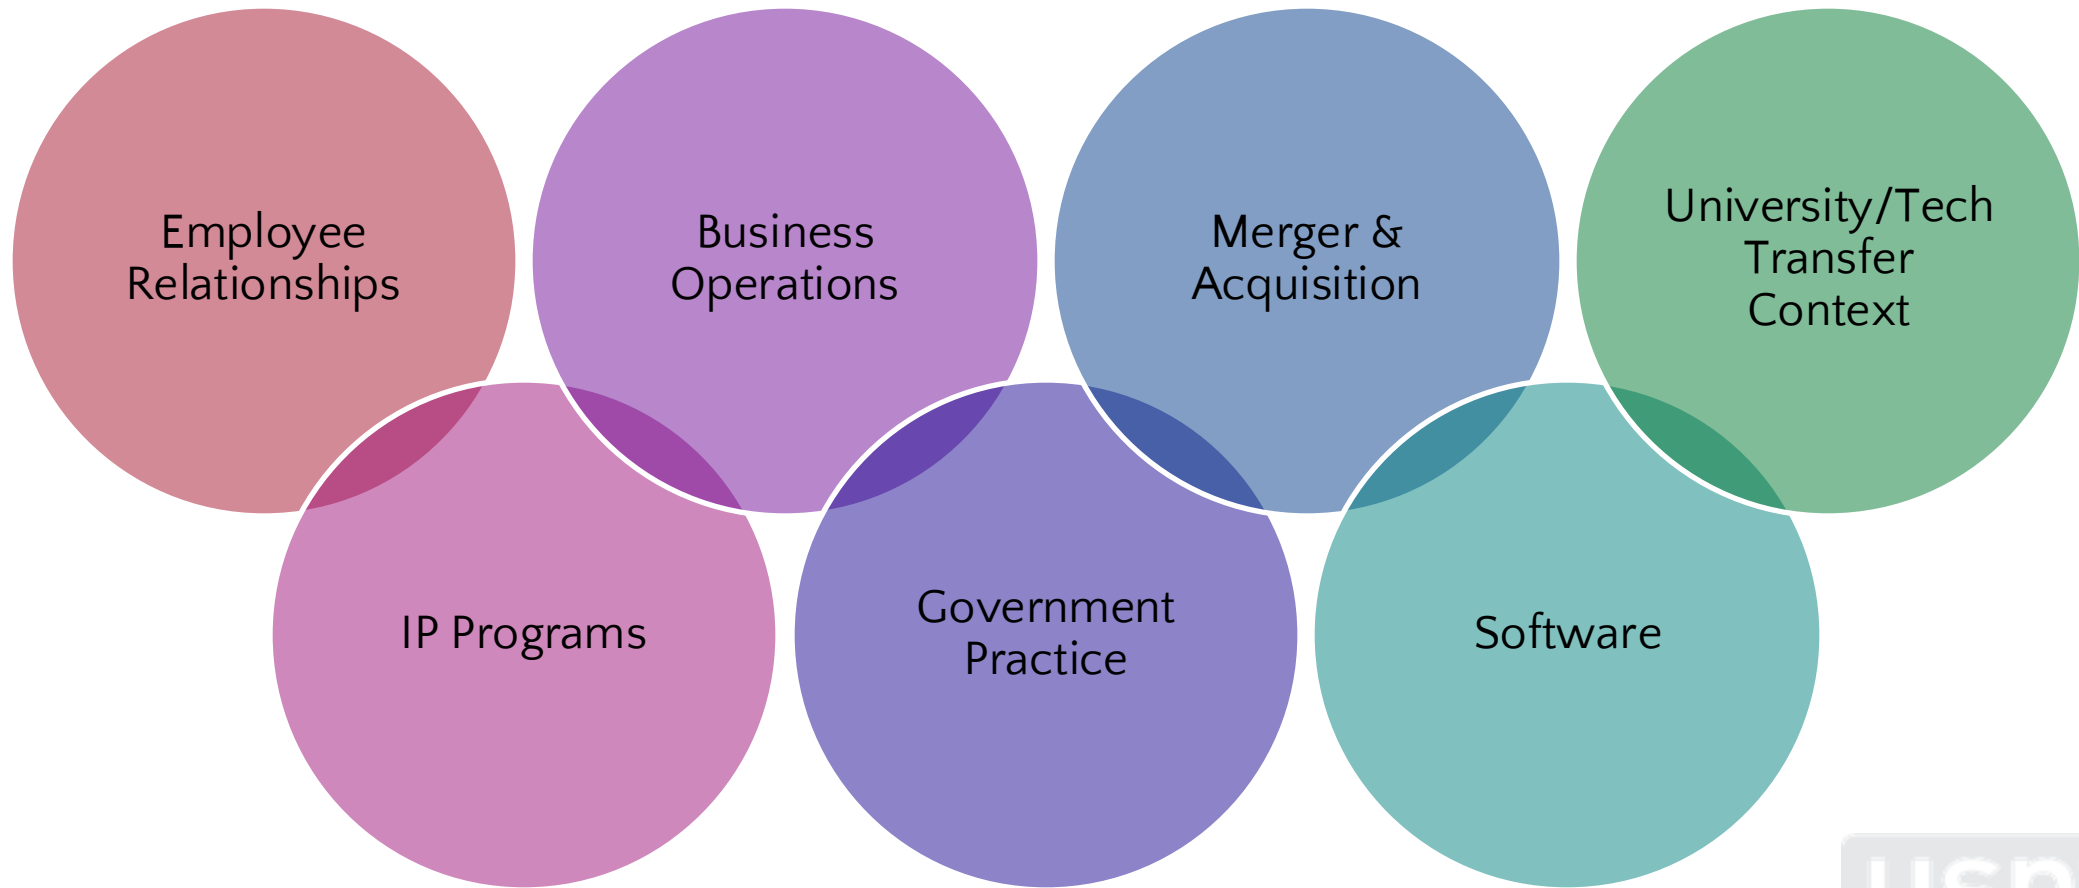 Employee
Relationships
Business
Operations
Merger &
Acquisition
University/Tech
Transfer
Context
IP Programs
Government
Practice
Software